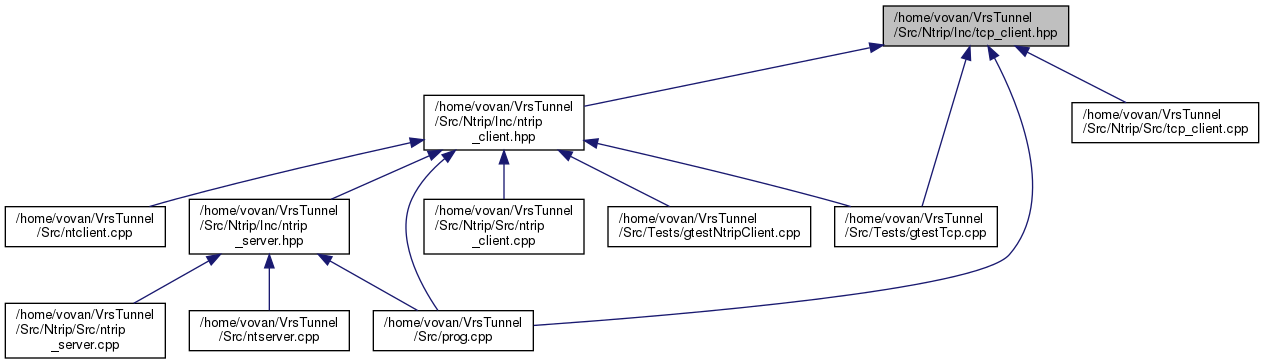 /home/vovan/VrsTunnel
/Src/Ntrip/Inc/tcp_client.hpp
/home/vovan/VrsTunnel
/Src/Ntrip/Inc/ntrip
_client.hpp
/home/vovan/VrsTunnel
/Src/Ntrip/Src/tcp_client.cpp
/home/vovan/VrsTunnel
/Src/ntclient.cpp
/home/vovan/VrsTunnel
/Src/Ntrip/Inc/ntrip
_server.hpp
/home/vovan/VrsTunnel
/Src/Ntrip/Src/ntrip
_client.cpp
/home/vovan/VrsTunnel
/Src/Tests/gtestNtripClient.cpp
/home/vovan/VrsTunnel
/Src/Tests/gtestTcp.cpp
/home/vovan/VrsTunnel
/Src/Ntrip/Src/ntrip
_server.cpp
/home/vovan/VrsTunnel
/Src/ntserver.cpp
/home/vovan/VrsTunnel
/Src/prog.cpp